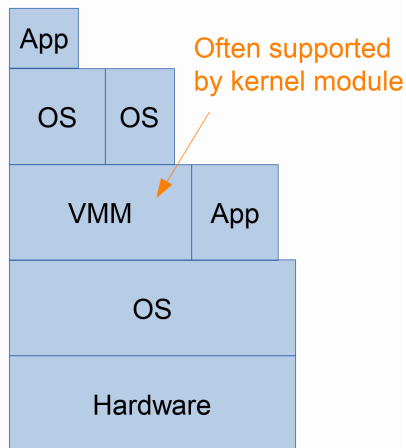 App
Often supported
by kernel module
OS
OS
VMM
App
OS
Hardware